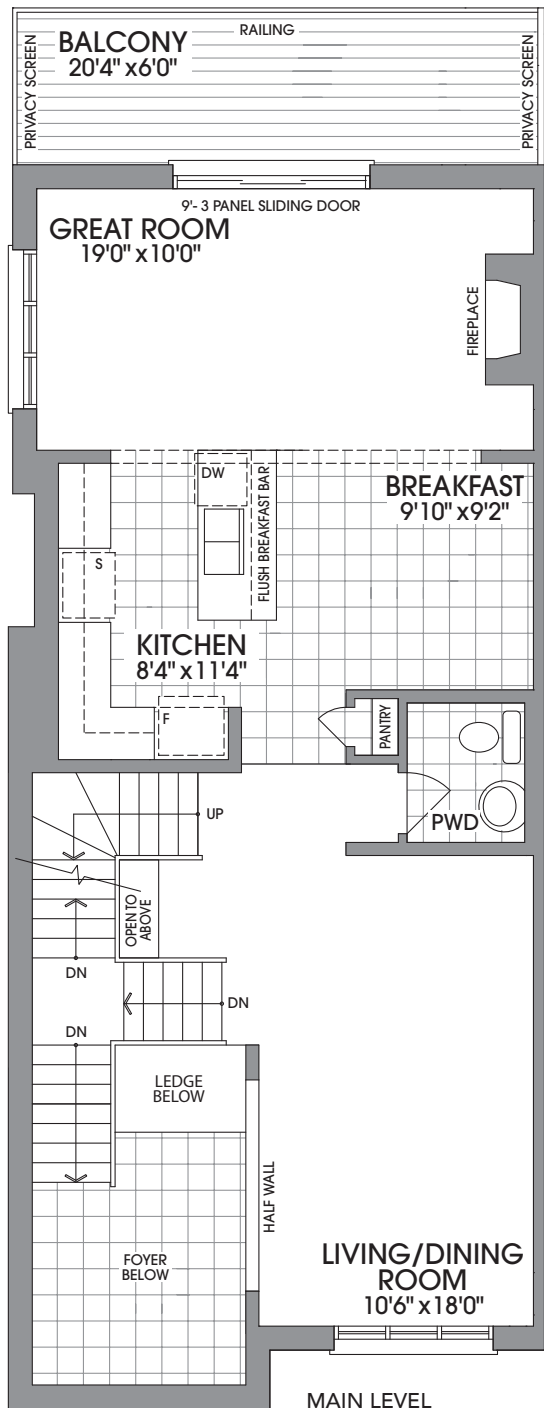 RAILING
BALCONY
20'4" x6'0"
PRIVACY SCREEN
PRIVACY SCREEN
9'- 3 PANEL SLIDING DOOR
GREAT ROOM
19'0" x10'0"
FIREPLACE
DW
FLUSH BREAKFAST BAR
BREAKFAST
9'10" x9'2"
S
KITCHEN
8'4" x11'4"
F
PANTRY
PWD
UP
OPEN TO
ABOVE
DN
DN
DN
LEDGE
BELOW
HALF WALL
FOYER
BELOW
LIVING/DINING
ROOM
10'6" x18'0"
MAIN LEVEL